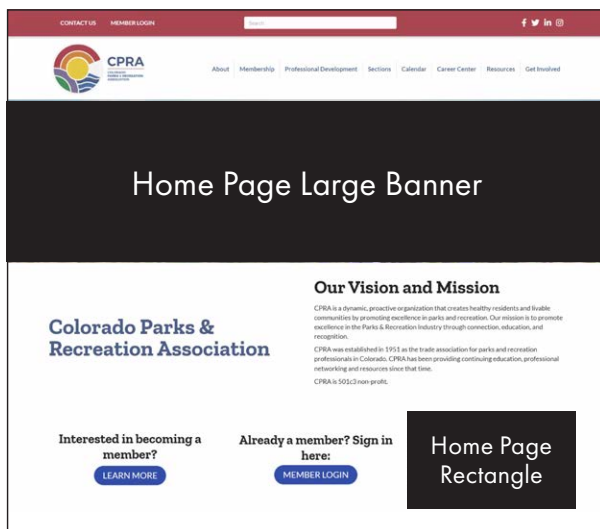 CONTACT US MEMBER LOGIN Search...
CPRA
COLORADO
PARKS & RECREATION
ASSOCIATION
About Membership Professional Development Sections Calendar Career Center Resources Get Involved
Home Page Large Banner
Colorado Parks &
Recreation Association
Our Vision and Mission
CPRA is a dynamic, proactive organization that creates healthy residents and livable
communities by promoting excellence in parks and recreation. Our mission is to promote
excellence in the Parks & Recreation Industry through connection, education, and
recognition.
CPRA was established in 1951 as the trade association for parks and recreation
professionals in Colorado. CPRA has been providing continuing education, professional
networking and resources since that time.
CPRA is 501c3 non-profit.
Interested in becoming a
member?
LEARN MORE
Already a member? Sign in
here:
MEMBER LOGIN
Home Page
Rectangle